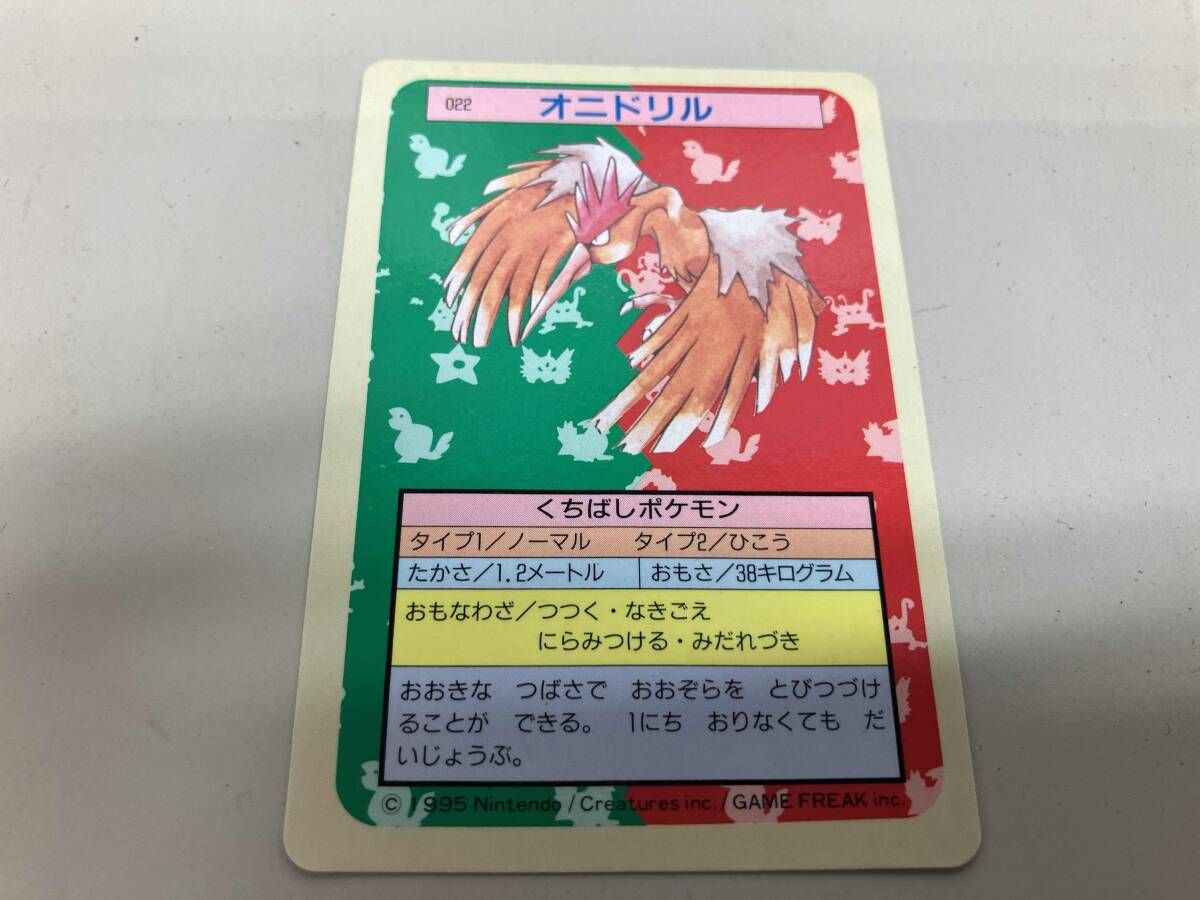 022 オニドリル
くちばしポケモン
タイプ1/ノーマル タイプ2/ひこう
たかさ/1.2メートル おもさ/38キログラム
おもなわざ/つつく・なきごえ
にらみつける・みだれづき
おおきな つばさで おおぞらを とびつづけ
ることが できる。 1にち おりなくても だ
いじょうぶ。
© 1995 Nintendo / Creatures inc. / GAME FREAK inc.